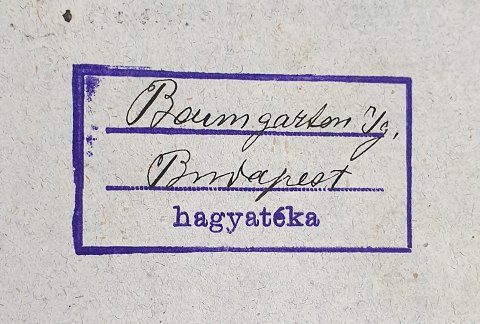 Baumgarten Ig.
Budapest
hagyatéka